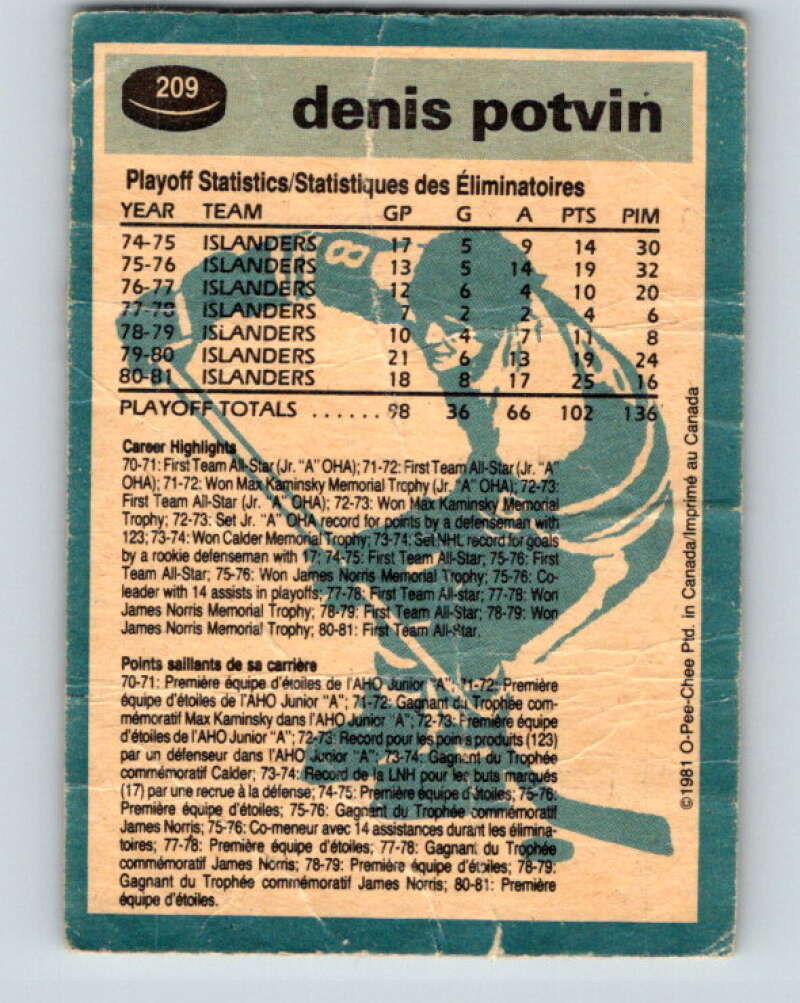 209
denis potvin
Playoff Statistics/Statistiques des Éliminatoires
YEAR TEAM GP G A PTS PIM
74-75 ISLANDERS 17 5 9 14 30
75-76 ISLANDERS 13 5 14 19 32
76-77 ISLANDERS 12 6 4 10 20
77-78 ISLANDERS 7 2 2 4 6
78-79 ISLANDERS 10 4 7 11 8
79-80 ISLANDERS 21 6 13 19 24
80-81 ISLANDERS 18 8 17 25 16
PLAYOFF TOTALS ...... 98 36 66 102 136
Career Highlights
70-71: First Team All-Star (Jr. "A" OHA); 71-72: First Team All-Star (Jr. "A"
OHA); 71-72: Won Max Kaminsky Memorial Trophy (Jr. "A" OHA); 72-73:
First Team All-Star (Jr. "A" OHA); 72-73: Won Max Kaminsky Memorial
Trophy; 72-73: Set Jr. "A" OHA record for points by a defenseman with
123; 73-74: Won Calder Memorial Trophy; 73-74: Set NHL record for goals
by a rookie defenseman with 17; 74-75: First Team All-Star; 75-76: First
Team All-Star; 75-76: Won James Norris Memorial Trophy; 75-76: Co-
leader with 14 assists in playoffs; 77-78: First Team All-star; 77-78: Won
James Norris Memorial Trophy; 78-79: First Team All-Star; 78-79: Won
James Norris Memorial Trophy; 80-81: First Team All-Star.
Points saillants de sa carrière
70-71: Première équipe d'étoiles de l'AHO Junior "A"; 71-72: Première
équipe d'étoiles de l'AHO Junior "A"; 71-72: Gagnant du Trophée com-
mémoratif Max Kaminsky dans l'AHO Junior "A"; 72-73: Première équipe
d'étoiles de l'AHO Junior "A"; 72-73: Record pour les points produits (123)
par un défenseur dans l'AHO Junior "A"; 73-74: Gagnant du Trophée
commémoratif Calder; 73-74: Record de la LNH pour les buts marqués
(17) par une recrue à la défense; 74-75: Première équipe d'étoiles; 75-76:
Première équipe d'étoiles; 75-76: Gagnant du Trophée commémoratif
James Norris; 75-76: Co-meneur avec 14 assistances durant les élimina-
toires; 77-78: Première équipe d'étoiles; 77-78: Gagnant du Trophée
commémoratif James Norris; 78-79: Première équipe d'étoiles; 78-79:
Gagnant du Trophée commémoratif James Norris; 80-81: Première
équipe d'étoiles.
©1981 O-Pee-Chee Ptd. in Canada/Imprimé au Canada
8